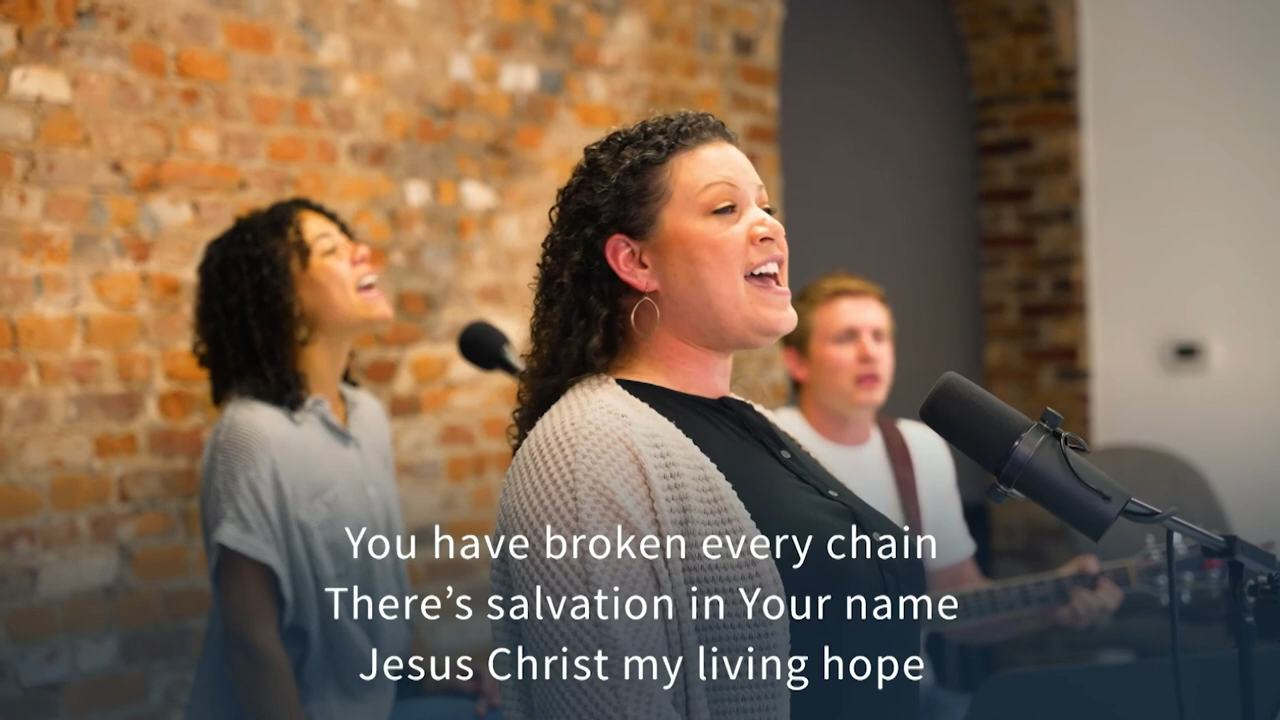 You have broken every chain
There’s salvation in Your name
Jesus Christ my living hope